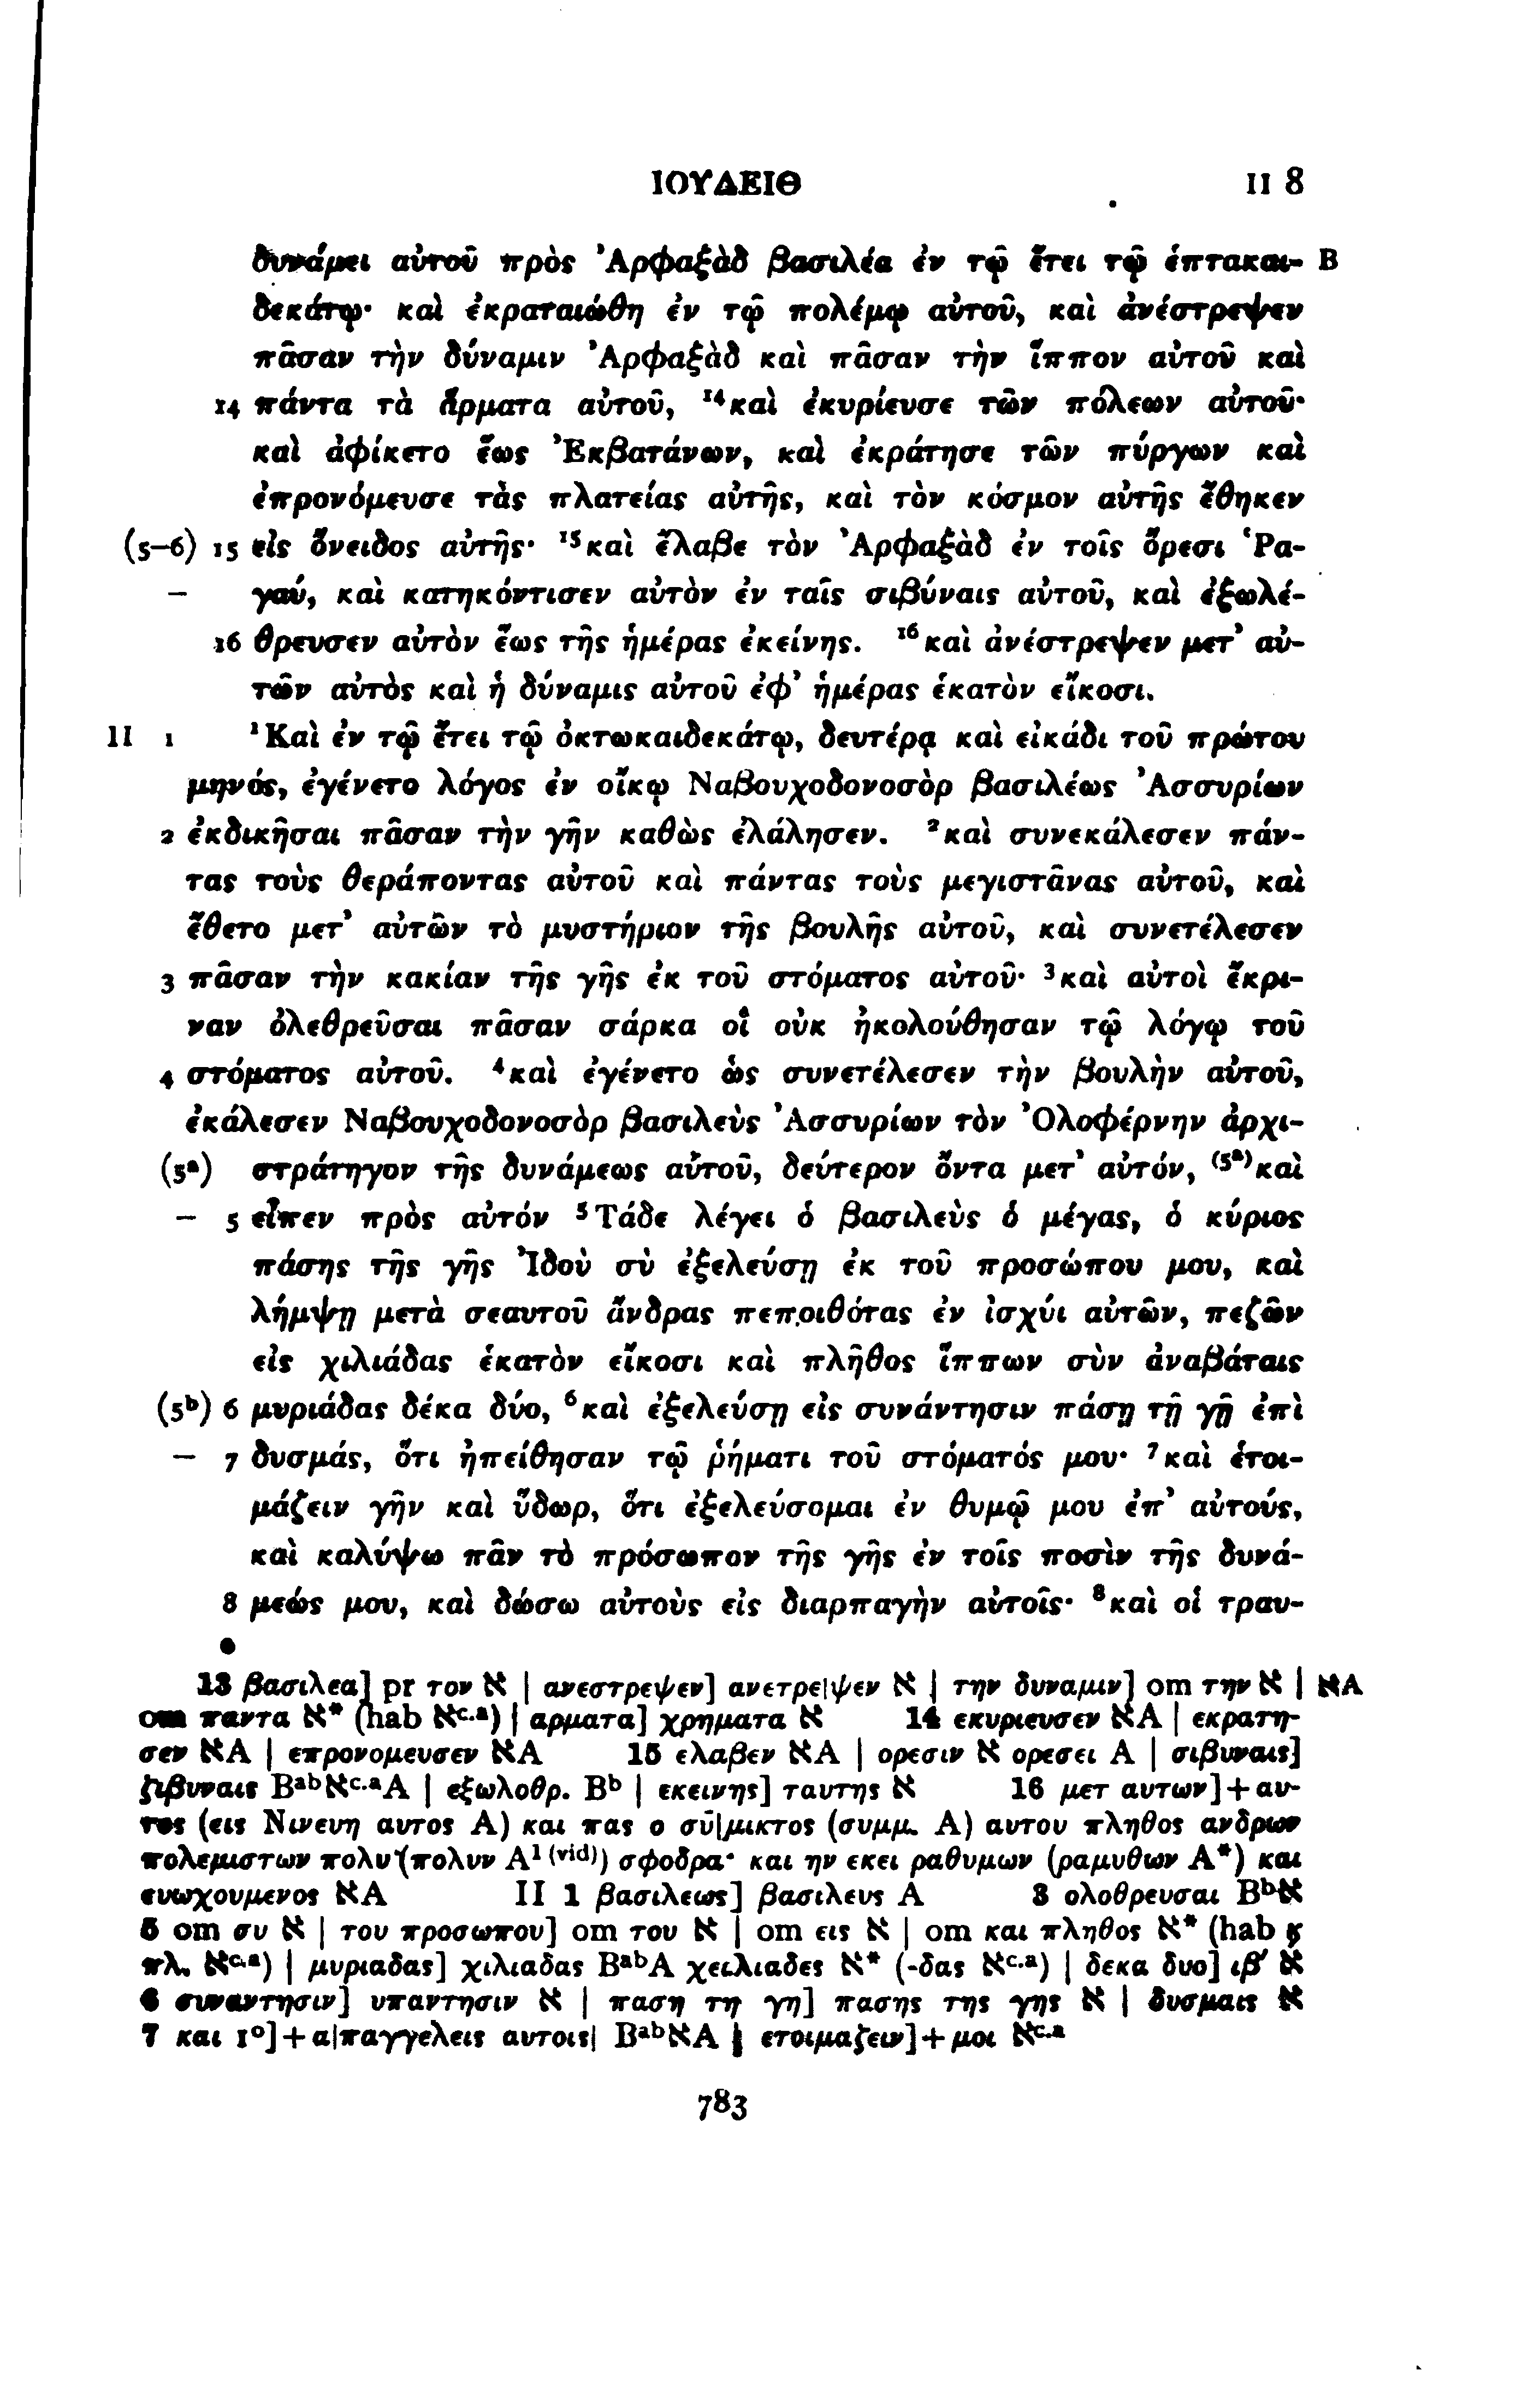 ΙΟΥΔΕΙΘ II 8
δυνάμει αὐτοῦ πρὸς Ἀρφαξὰδ βασιλέα ἐν τῷ ἔτει τῷ ἑπτακαι- B
δεκάτῳ· καὶ ἐκραταιώθη ἐν τῷ πολέμῳ αὐτοῦ, καὶ ἀνέστρεψεν
πᾶσαν τὴν δύναμιν Ἀρφαξὰδ καὶ πᾶσαν τὴν ἵππον αὐτοῦ καὶ
14 πάντα τὰ ἅρματα αὐτοῦ, ¹⁴καὶ ἐκυρίευσε τῶν πόλεων αὐτοῦ·
καὶ ἀφίκετο ἕως Ἐκβατάνων, καὶ ἐκράτησε τῶν πύργων καὶ
ἐπρονόμευσε τὰς πλατείας αὐτῆς, καὶ τὸν κόσμον αὐτῆς ἔθηκεν
(5–6) 15 εἰς ὄνειδος αὐτῆς· ¹⁵καὶ ἔλαβε τὸν Ἀρφαξὰδ ἐν τοῖς ὄρεσι Ῥα-
– γαύ, καὶ κατηκόντισεν αὐτὸν ἐν ταῖς σιβύναις αὐτοῦ, καὶ ἐξωλέ-
16 θρευσεν αὐτὸν ἕως τῆς ἡμέρας ἐκείνης. ¹⁶καὶ ἀνέστρεψεν μετ’ αὐ-
τῶν αὐτὸς καὶ ἡ δύναμις αὐτοῦ ἐφ’ ἡμέρας ἑκατὸν εἴκοσι.
II 1 ¹Καὶ ἐν τῷ ἔτει τῷ ὀκτωκαιδεκάτῳ, δευτέρᾳ καὶ εἰκάδι τοῦ πρώτου
μηνός, ἐγένετο λόγος ἐν οἴκῳ Ναβουχοδονοσὸρ βασιλέως Ἀσσυρίων
2 ἐκδικῆσαι πᾶσαν τὴν γῆν καθὼς ἐλάλησεν. ²καὶ συνεκάλεσεν πάν-
τας τοὺς θεράποντας αὐτοῦ καὶ πάντας τοὺς μεγιστᾶνας αὐτοῦ, καὶ
ἔθετο μετ’ αὐτῶν τὸ μυστήριον τῆς βουλῆς αὐτοῦ, καὶ συνετέλεσεν
3 πᾶσαν τὴν κακίαν τῆς γῆς ἐκ τοῦ στόματος αὐτοῦ· ³καὶ αὐτοὶ ἔκρι-
ναν ὀλεθρεῦσαι πᾶσαν σάρκα οἳ οὐκ ἠκολούθησαν τῷ λόγῳ τοῦ
4 στόματος αὐτοῦ. ⁴καὶ ἐγένετο ὡς συνετέλεσεν τὴν βουλὴν αὐτοῦ,
ἐκάλεσεν Ναβουχοδονοσὸρ βασιλεὺς Ἀσσυρίων τὸν Ὀλοφέρνην ἀρχι-
(5ᵃ) στράτηγον τῆς δυνάμεως αὐτοῦ, δεύτερον ὄντα μετ’ αὐτόν, ⁽⁵ᵃ⁾καὶ
– 5 εἶπεν πρὸς αὐτόν ⁵Τάδε λέγει ὁ βασιλεὺς ὁ μέγας, ὁ κύριος
πάσης τῆς γῆς Ἰδοὺ σὺ ἐξελεύσῃ ἐκ τοῦ προσώπου μου, καὶ
λήμψῃ μετὰ σεαυτοῦ ἄνδρας πεποιθότας ἐν ἰσχύι αὐτῶν, πεζῶν
εἰς χιλιάδας ἑκατὸν εἴκοσι καὶ πλῆθος ἵππων σὺν ἀναβάταις
(5ᵇ) 6 μυριάδας δέκα δύο, ⁶καὶ ἐξελεύσῃ εἰς συνάντησιν πάσῃ τῇ γῇ ἐπὶ
– 7 δυσμάς, ὅτι ἠπείθησαν τῷ ῥήματι τοῦ στόματός μου· ⁷καὶ ἑτοι-
μάζειν γῆν καὶ ὕδωρ, ὅτι ἐξελεύσομαι ἐν θυμῷ μου ἐπ’ αὐτούς,
καὶ καλύψω πᾶν τὸ πρόσωπον τῆς γῆς ἐν τοῖς ποσὶν τῆς δυνά-
8 μεώς μου, καὶ δώσω αὐτοὺς εἰς διαρπαγὴν αὐτοῖς· ⁸καὶ οἱ τραυ-
13 βασιλεα] pr τον ℵ | ανεστρεψεν] ανετρε|ψεν ℵ | την δυναμιν] om την ℵ | ℵA
om παντα ℵ* (hab ℵᶜ·ᵃ) | αρματα] χρηματα ℵ 14 εκυριευσεν ℵA | εκρατη-
σεν ℵA | επρονομευσεν ℵA 15 ελαβεν ℵA | ορεσιν ℵ ορεσει A | σιβυναις]
ζιβυναις Bᵃᵇℵᶜ·ᵃA | εξωλοθρ. Bᵇ | εκεινης] ταυτης ℵ 16 μετ αυτων]+αυ-
τος (εις Νινευη αυτος A) και πας ο σῡ|μικτος (συμμ. A) αυτου πληθος ανδρων
πολεμιστων πολυ (πολυν A¹⁽ᵛⁱᵈ⁾) σφοδρα· και ην εκει ραθυμων (ραμυθων A*) και
ευωχουμενος ℵA II 1 βασιλεως] βασιλευς A 3 ολοθρευσαι Bᵇℵ
5 om συ ℵ | του προσωπου] om του ℵ | om εις ℵ | om και πληθος ℵ* (hab ϗ
πλ. ℵᶜ·ᵃ) | μυριαδας] χιλιαδας BᵃᵇA χειλιαδες ℵ* (-δας ℵᶜ·ᵃ) | δεκα δυο] ιβ′ ℵ
6 συναντησιν] υπαντησιν ℵ | παση τη γη] πασης της γης ℵ | δυσμαις ℵ
7 και 1°]+α|παγγελεις αυτοις| BᵃᵇℵA | ετοιμαζειν]+μοι ℵᶜ·ᵃ
783